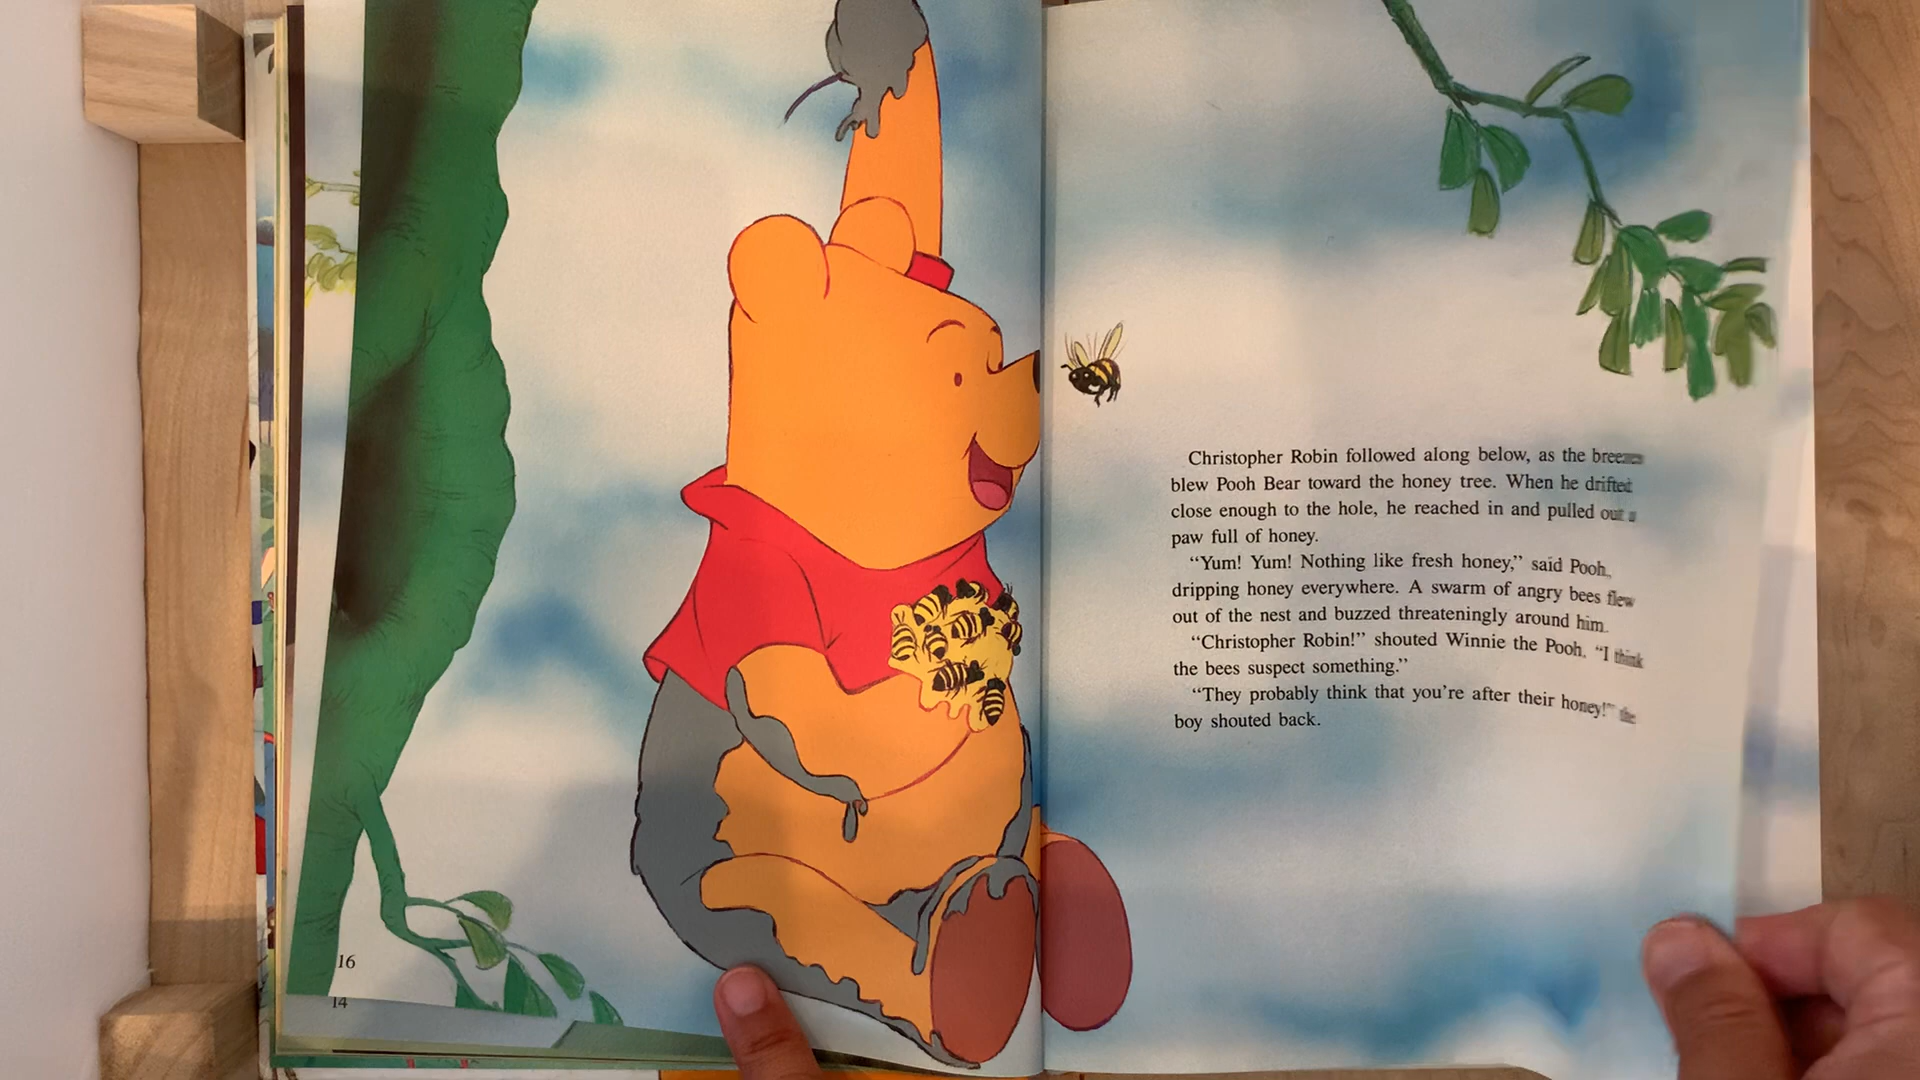 Christopher Robin followed along below, as the breezes
blew Pooh Bear toward the honey tree. When he drifted
close enough to the hole, he reached in and pulled out a
paw full of honey.
“Yum! Yum! Nothing like fresh honey,” said Pooh,
dripping honey everywhere. A swarm of angry bees flew
out of the nest and buzzed threateningly around him.
“Christopher Robin!” shouted Winnie the Pooh, “I think
the bees suspect something.”
“They probably think that you’re after their honey!” the
boy shouted back.
16
14